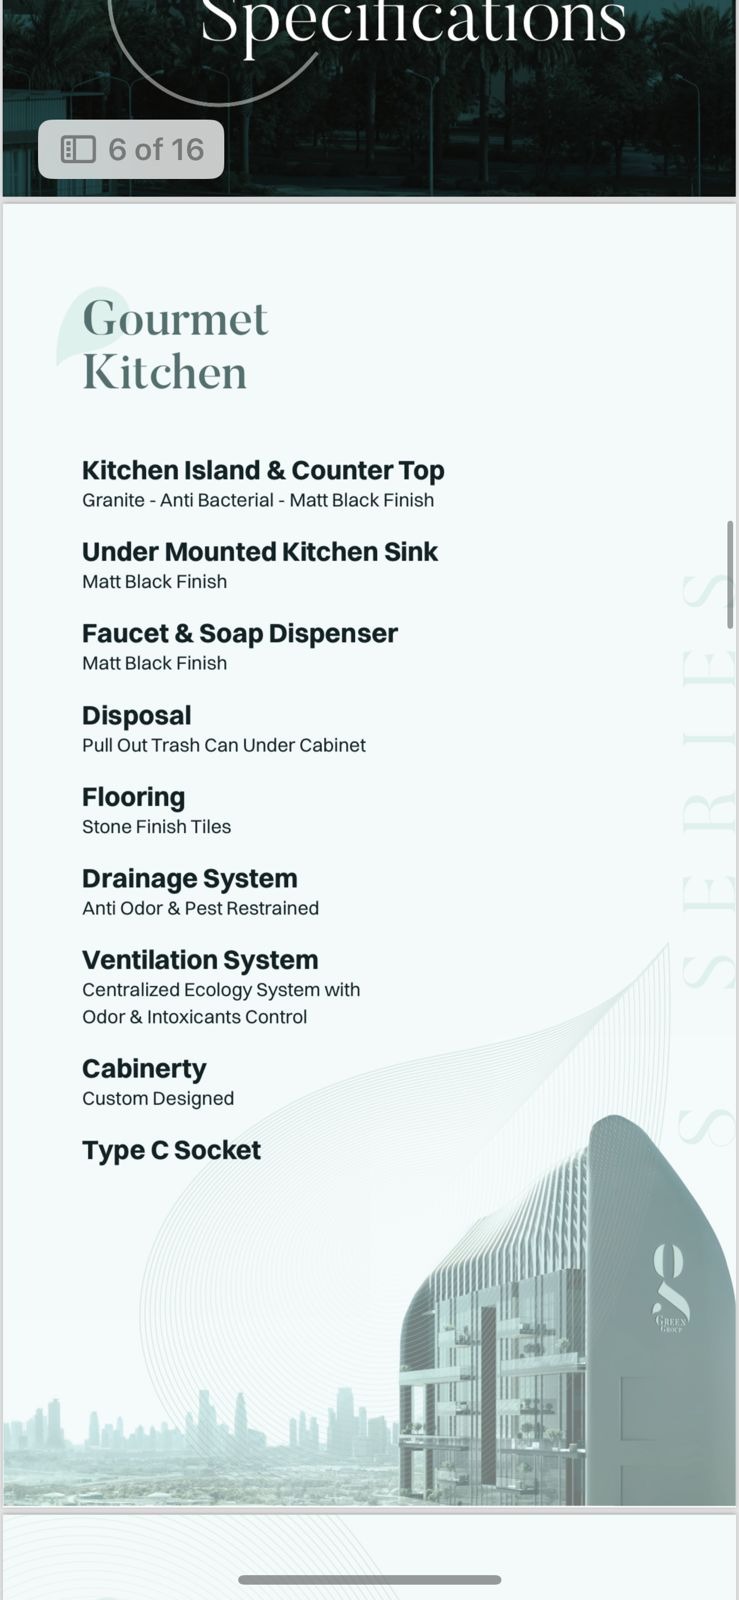 Specifications
6 of 16
Gourmet
Kitchen
Kitchen Island & Counter Top
Granite - Anti Bacterial - Matt Black Finish
Under Mounted Kitchen Sink
Matt Black Finish
Faucet & Soap Dispenser
Matt Black Finish
Disposal
Pull Out Trash Can Under Cabinet
Flooring
Stone Finish Tiles
Drainage System
Anti Odor & Pest Restrained
Ventilation System
Centralized Ecology System with
Odor & Intoxicants Control
Cabinerty
Custom Designed
Type C Socket
S SERIES
GREEN
GROUP